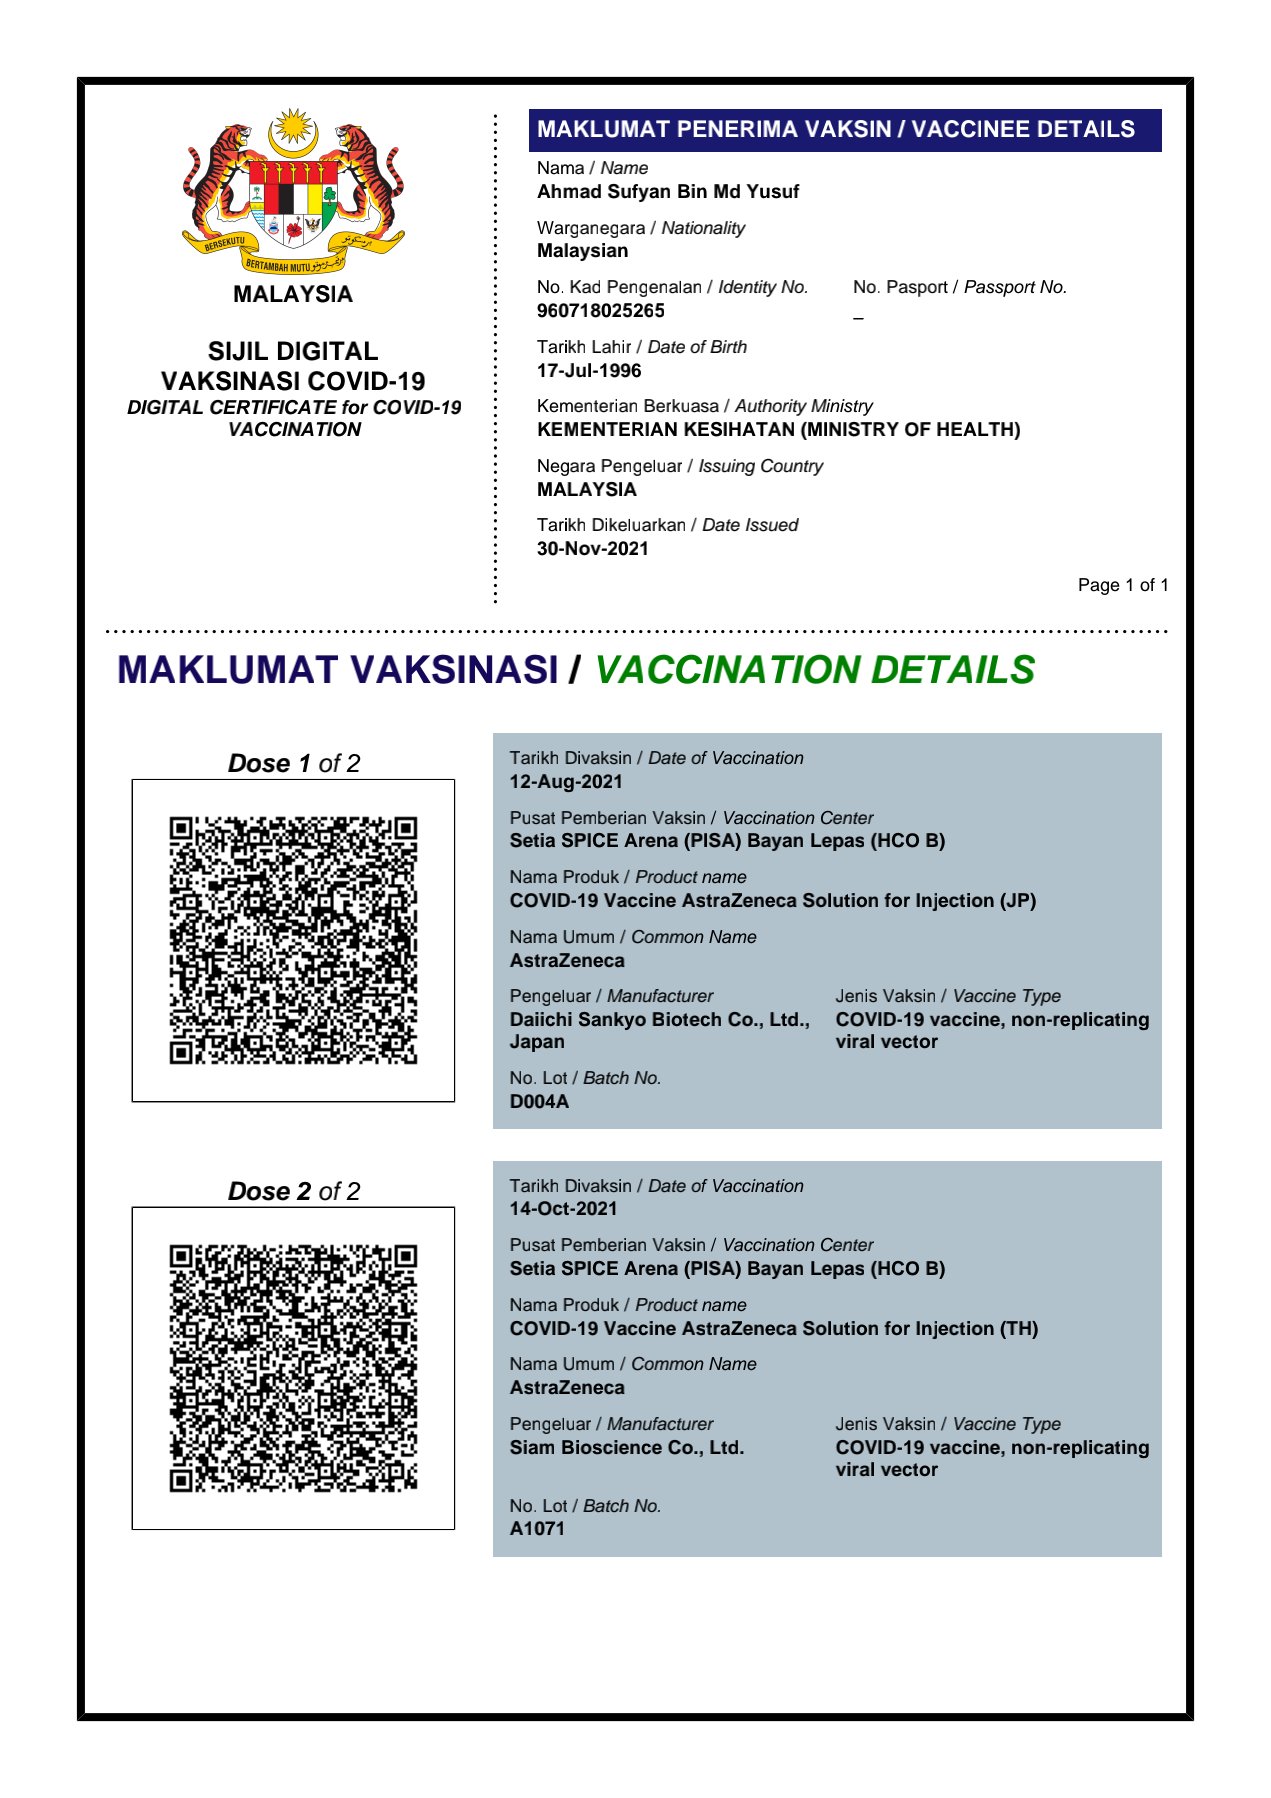 BERSEKUTU
BERTAMBAH MUTU
MALAYSIA
SIJIL DIGITAL
VAKSINASI COVID-19
DIGITAL CERTIFICATE for COVID-19
VACCINATION
MAKLUMAT PENERIMA VAKSIN / VACCINEE DETAILS
Nama / Name
Ahmad Sufyan Bin Md Yusuf
Warganegara / Nationality
Malaysian
No. Kad Pengenalan / Identity No.
960718025265
No. Pasport / Passport No.
_
Tarikh Lahir / Date of Birth
17-Jul-1996
Kementerian Berkuasa / Authority Ministry
KEMENTERIAN KESIHATAN (MINISTRY OF HEALTH)
Negara Pengeluar / Issuing Country
MALAYSIA
Tarikh Dikeluarkan / Date Issued
30-Nov-2021
Page 1 of 1
MAKLUMAT VAKSINASI / VACCINATION DETAILS
Dose 1 of 2
Tarikh Divaksin / Date of Vaccination
12-Aug-2021
Pusat Pemberian Vaksin / Vaccination Center
Setia SPICE Arena (PISA) Bayan Lepas (HCO B)
Nama Produk / Product name
COVID-19 Vaccine AstraZeneca Solution for Injection (JP)
Nama Umum / Common Name
AstraZeneca
Pengeluar / Manufacturer
Daiichi Sankyo Biotech Co., Ltd.,
Japan
Jenis Vaksin / Vaccine Type
COVID-19 vaccine, non-replicating
viral vector
No. Lot / Batch No.
D004A
Dose 2 of 2
Tarikh Divaksin / Date of Vaccination
14-Oct-2021
Pusat Pemberian Vaksin / Vaccination Center
Setia SPICE Arena (PISA) Bayan Lepas (HCO B)
Nama Produk / Product name
COVID-19 Vaccine AstraZeneca Solution for Injection (TH)
Nama Umum / Common Name
AstraZeneca
Pengeluar / Manufacturer
Siam Bioscience Co., Ltd.
Jenis Vaksin / Vaccine Type
COVID-19 vaccine, non-replicating
viral vector
No. Lot / Batch No.
A1071